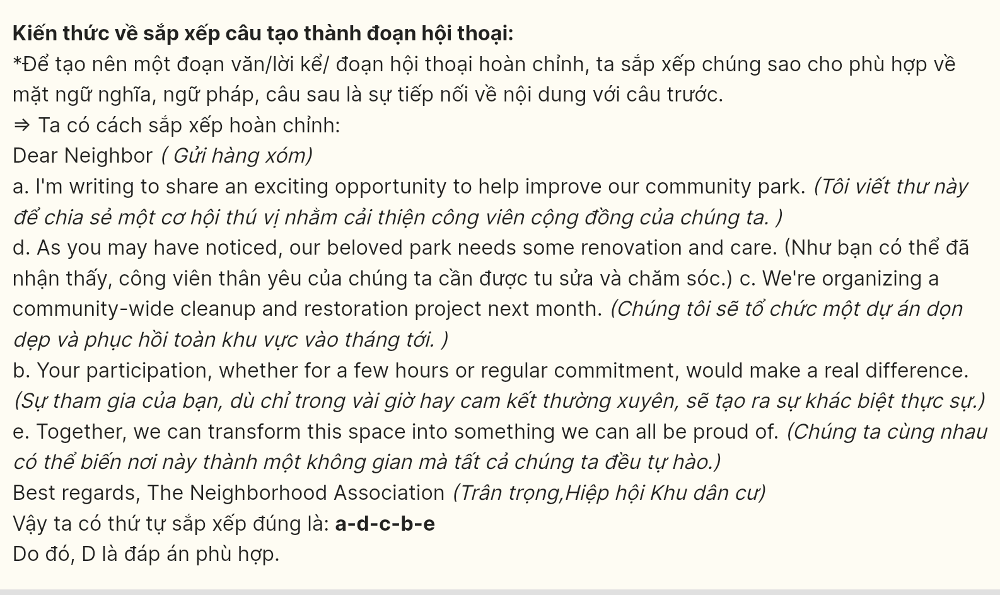 Kiến thức về sắp xếp câu tạo thành đoạn hội thoại:
*Để tạo nên một đoạn văn/lời kể/ đoạn hội thoại hoàn chỉnh, ta sắp xếp chúng sao cho phù hợp về
mặt ngữ nghĩa, ngữ pháp, câu sau là sự tiếp nối về nội dung với câu trước.
⇒ Ta có cách sắp xếp hoàn chỉnh:
Dear Neighbor ( Gửi hàng xóm)
a. I'm writing to share an exciting opportunity to help improve our community park. (Tôi viết thư này
để chia sẻ một cơ hội thú vị nhằm cải thiện công viên cộng đồng của chúng ta. )
d. As you may have noticed, our beloved park needs some renovation and care. (Như bạn có thể đã
nhận thấy, công viên thân yêu của chúng ta cần được tu sửa và chăm sóc.) c. We're organizing a
community-wide cleanup and restoration project next month. (Chúng tôi sẽ tổ chức một dự án dọn
dẹp và phục hồi toàn khu vực vào tháng tới. )
b. Your participation, whether for a few hours or regular commitment, would make a real difference.
(Sự tham gia của bạn, dù chỉ trong vài giờ hay cam kết thường xuyên, sẽ tạo ra sự khác biệt thực sự.)
e. Together, we can transform this space into something we can all be proud of. (Chúng ta cùng nhau
có thể biến nơi này thành một không gian mà tất cả chúng ta đều tự hào.)
Best regards, The Neighborhood Association (Trân trọng,Hiệp hội Khu dân cư)
Vậy ta có thứ tự sắp xếp đúng là: a-d-c-b-e
Do đó, D là đáp án phù hợp.